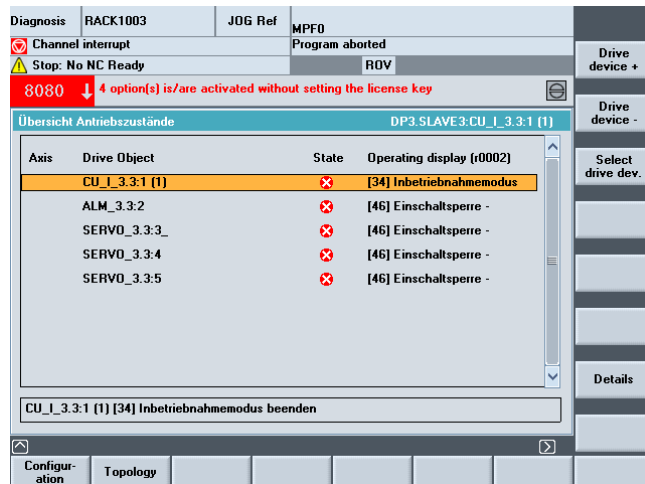 Diagnosis RACK1003 JOG Ref MPF0
Channel interrupt Program aborted
Stop: No NC Ready ROV
8080 4 option(s) is/are activated without setting the license key
Übersicht Antriebszustände DP3.SLAVE3:CU_I_3.3:1 (1)
Axis Drive Object State Operating display (r0002)
CU_I_3.3:1 (1) [34] Inbetriebnahmemodus
ALM_3.3:2 [46] Einschaltsperre -
SERVO_3.3:3_ [46] Einschaltsperre -
SERVO_3.3:4 [46] Einschaltsperre -
SERVO_3.3:5 [46] Einschaltsperre -
CU_I_3.3:1 (1) [34] Inbetriebnahmemodus beenden
Drive
device +
Drive
device -
Select
drive dev.
Details
Configur-
ation
Topology